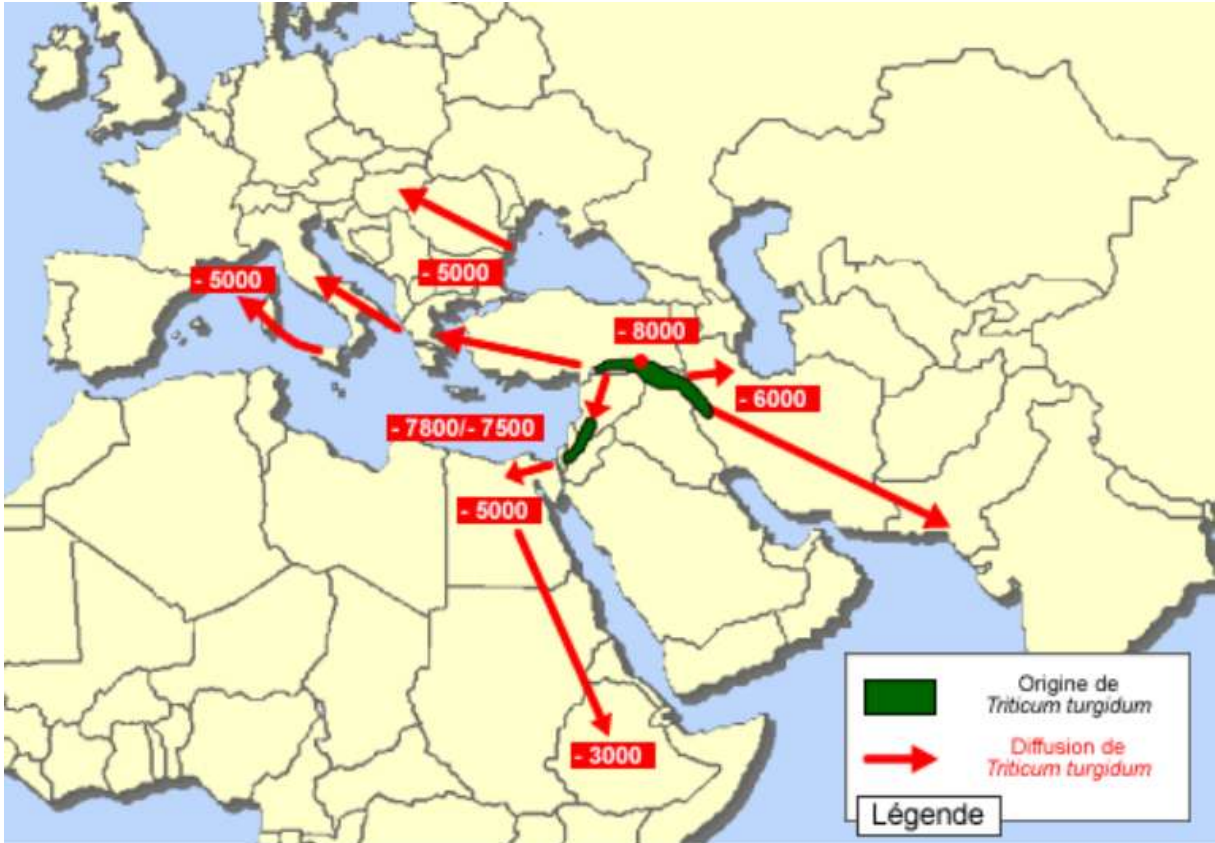 - 5000
- 5000
- 8000
- 6000
- 7800/- 7500
- 5000
- 3000
Origine de
Triticum turgidum
Diffusion de
Triticum turgidum
Légende